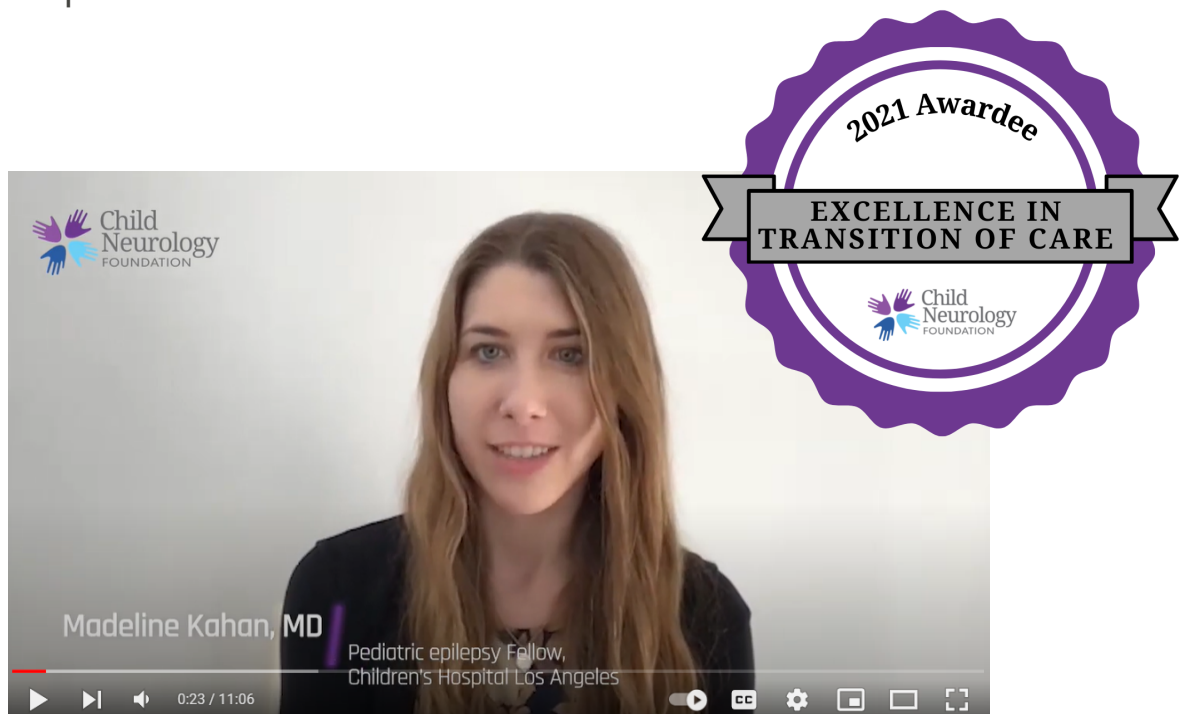 2021 Awardee
EXCELLENCE IN
TRANSITION OF CARE
Child
Neurology
FOUNDATION
Child
Neurology
FOUNDATION
Madeline Kahan, MD
Pediatric epilepsy Fellow,
Children's Hospital Los Angeles
0:23 / 11:06
CC